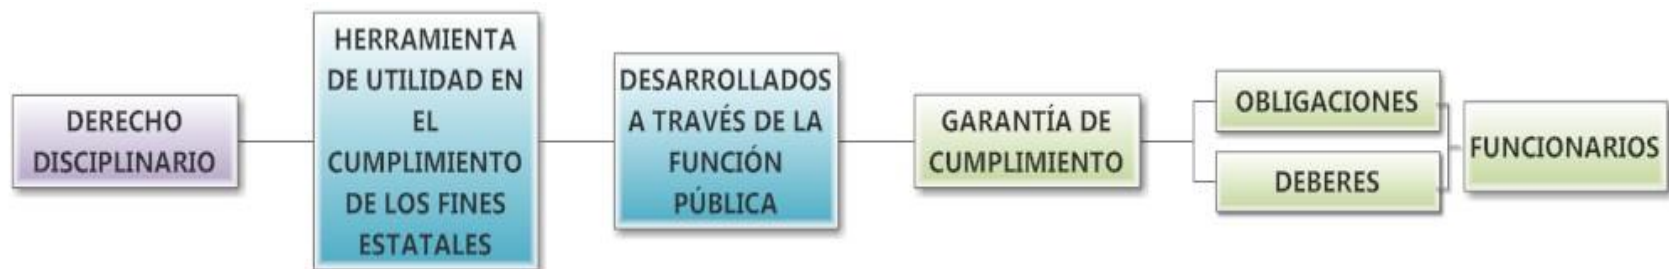 DERECHO
DISCIPLINARIO
HERRAMIENTA
DE UTILIDAD EN
EL
CUMPLIMIENTO
DE LOS FINES
ESTATALES
DESARROLLADOS
A TRAVÉS DE LA
FUNCIÓN
PÚBLICA
GARANTÍA DE
CUMPLIMIENTO
OBLIGACIONES
DEBERES
FUNCIONARIOS